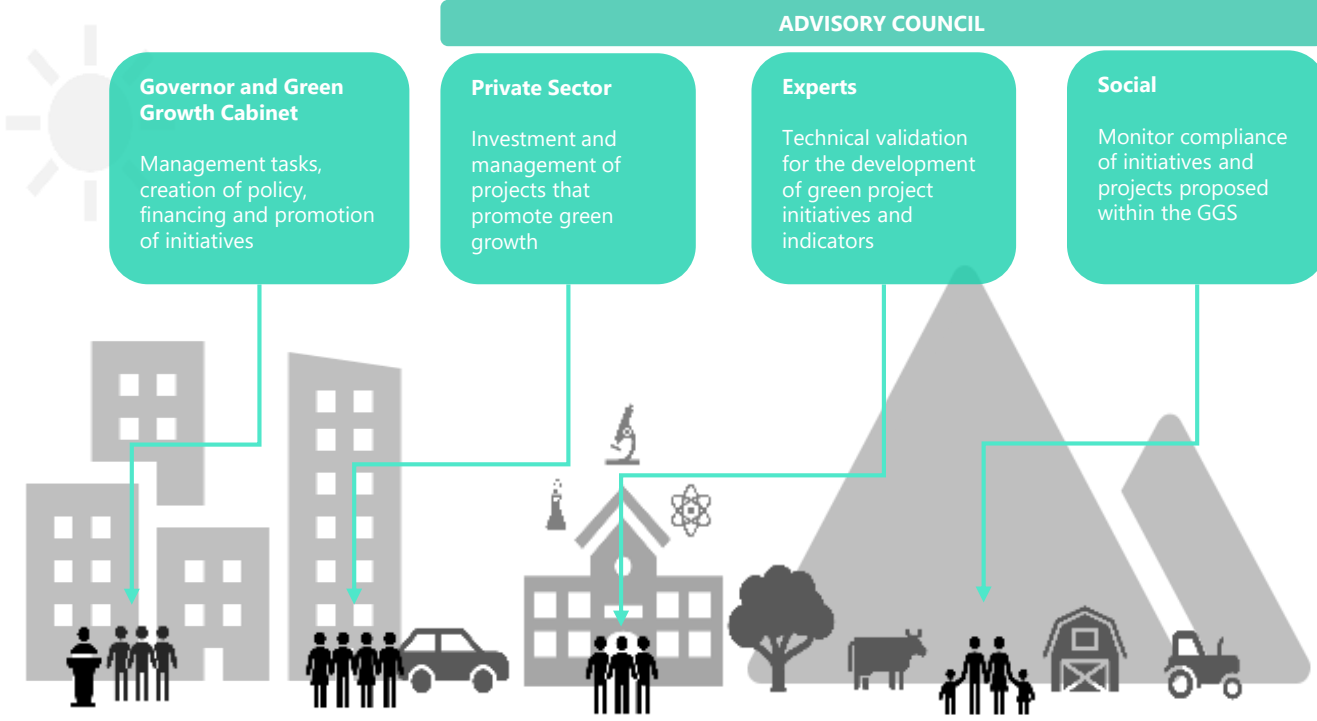 ADVISORY COUNCIL
Governor and Green
Growth Cabinet
Management tasks,
creation of policy,
financing and promotion
of initiatives
Private Sector
Investment and
management of
projects that
promote green
growth
Experts
Technical validation
for the development
of green project
initiatives and
indicators
Social
Monitor compliance
of initiatives and
projects proposed
within the GGS